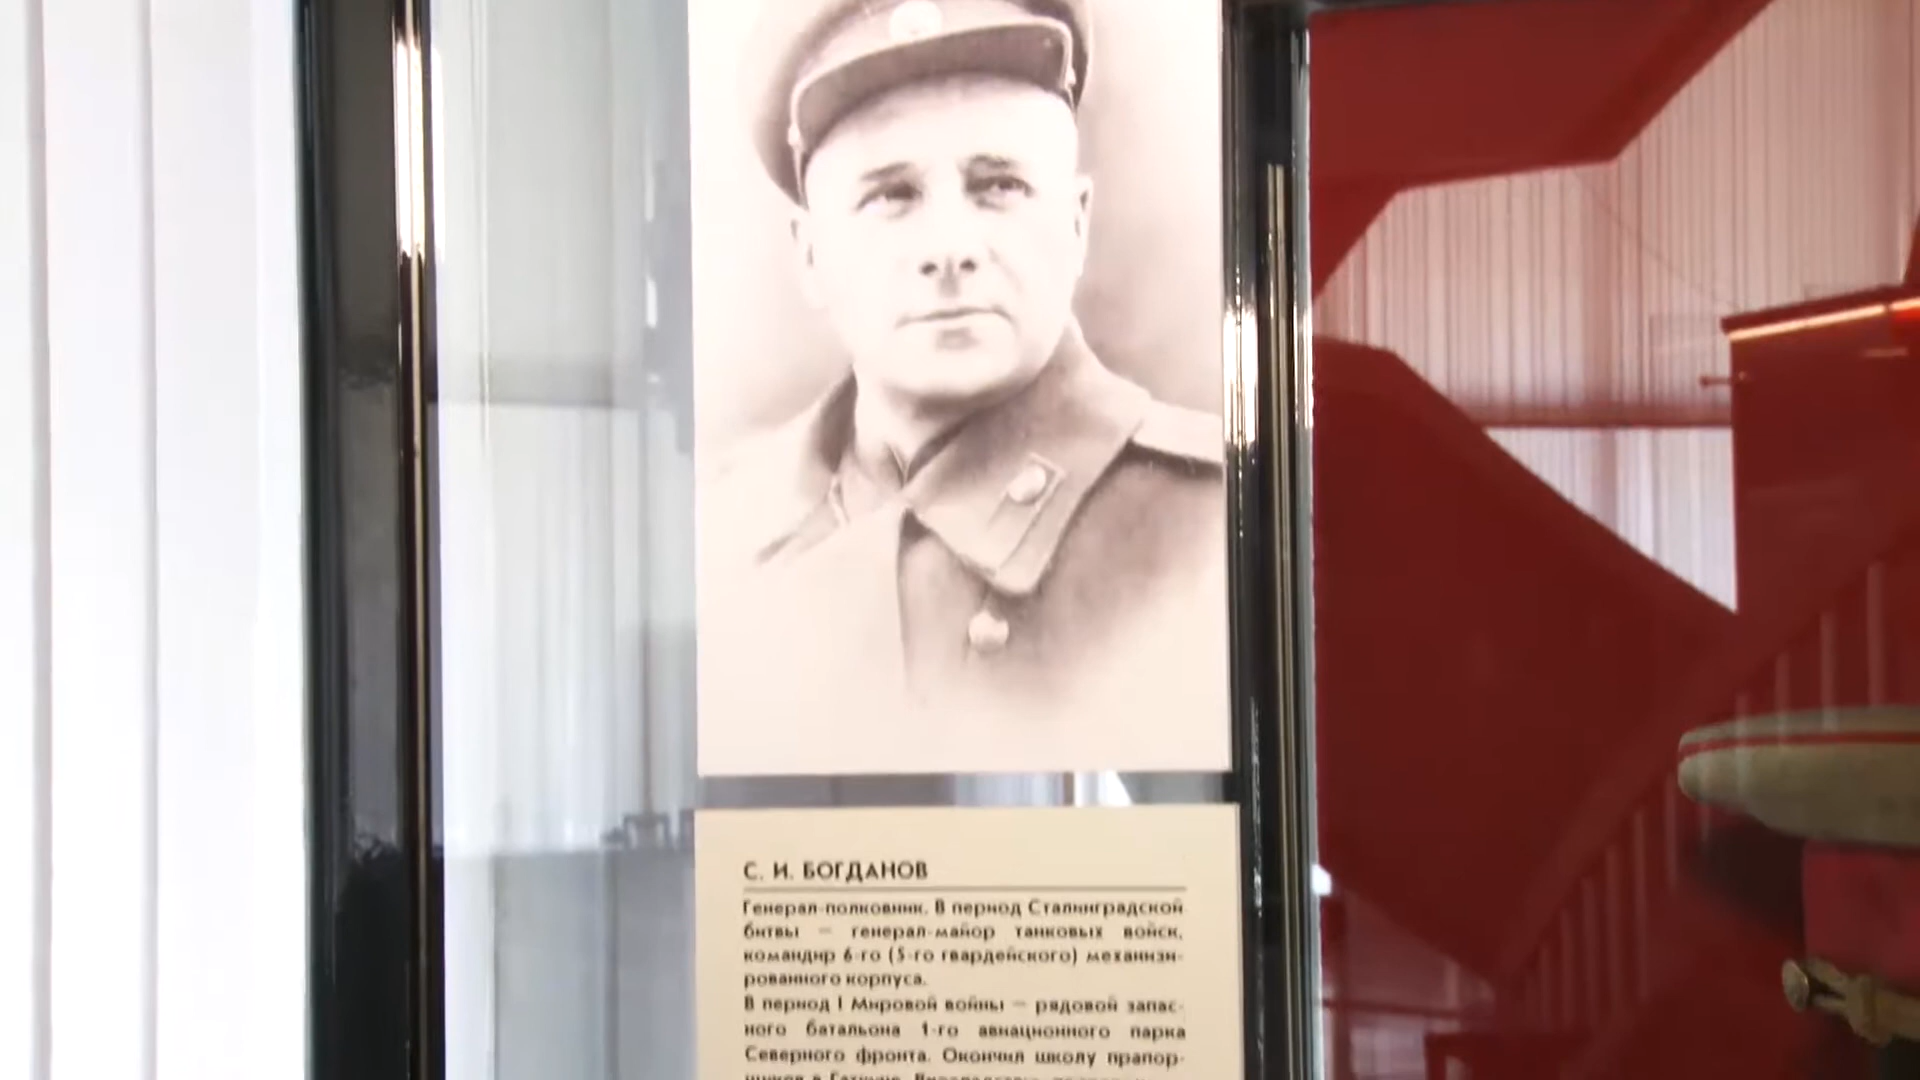 С. И. БОГДАНОВ
Генерал-полковник. В период Сталинградской
битвы — генерал-майор танковых войск,
командир 6-го (5-го гвардейского) механизи-
рованного корпуса.
В период I Мировой войны — рядовой запас-
ного батальона 1-го авиационного парка
Северного фронта. Окончил школу прапор-